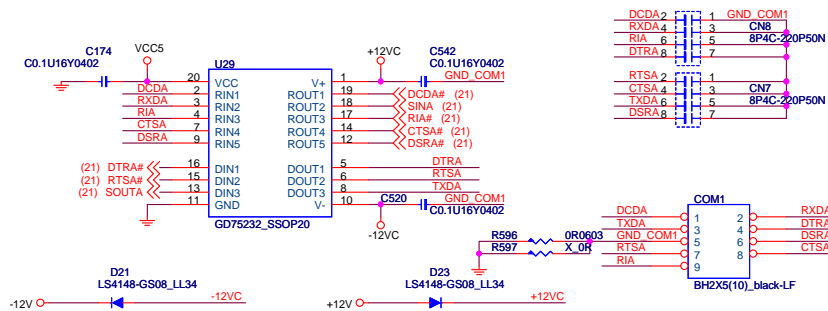 C174
C0.1U16Y0402
VCC5
U29
+12VC
C542
C0.1U16Y0402
GND_COM1
20 VCC V+ 1
DCDA 2 RIN1 ROUT1 19 DCDA# (21)
RXDA 3 RIN2 ROUT2 18 SINA (21)
RIA 4 RIN3 ROUT3 17 RIA# (21)
CTSA 7 RIN4 ROUT4 14 CTSA# (21)
DSRA 9 RIN5 ROUT5 12 DSRA# (21)
(21) DTRA# 16 DIN1 DOUT1 5 DTRA
(21) RTSA# 15 DIN2 DOUT2 6 RTSA
(21) SOUTA 13 DIN3 DOUT3 8 TXDA
11 GND V- 10
GD75232_SSOP20
C520
GND_COM1
C0.1U16Y0402
-12VC
DCDA 2 1 GND_COM1
CTSA 4 3 CN8
RIA 6 5 8P4C-220P50N
DTRA 8 7
RTSA 2 1
CTSA 4 3 CN7
TXDA 6 5 8P4C-220P50N
DSRA 8 7
COM1
DCDA 1 2 RXDA
TXDA 3 4 DTRA
GND_COM1 5 6 DSRA
RTSA 7 8 CTSA
RIA 9
BH2X5(10)_black-LF
R596 0R0603
R597 X_0R
D21
LS4148-GS08_LL34
-12V -12VC
D23
LS4148-GS08_LL34
+12V +12VC